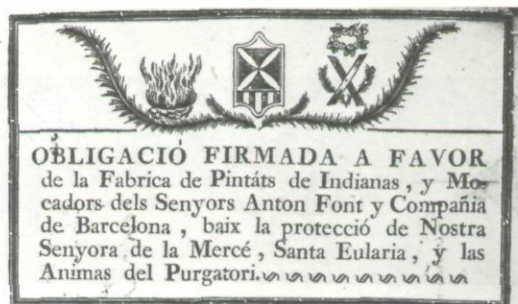 OBLIGACIÓ FIRMADA A FAVOR
de la Fabrica de Pintáts de Indianas, y Mo-
cadors dels Senyors Anton Font y Compañia
de Barcelona, baix la protecció de Nostra
Senyora de la Mercé, Santa Eularia, y las
Animas del Purgatori.